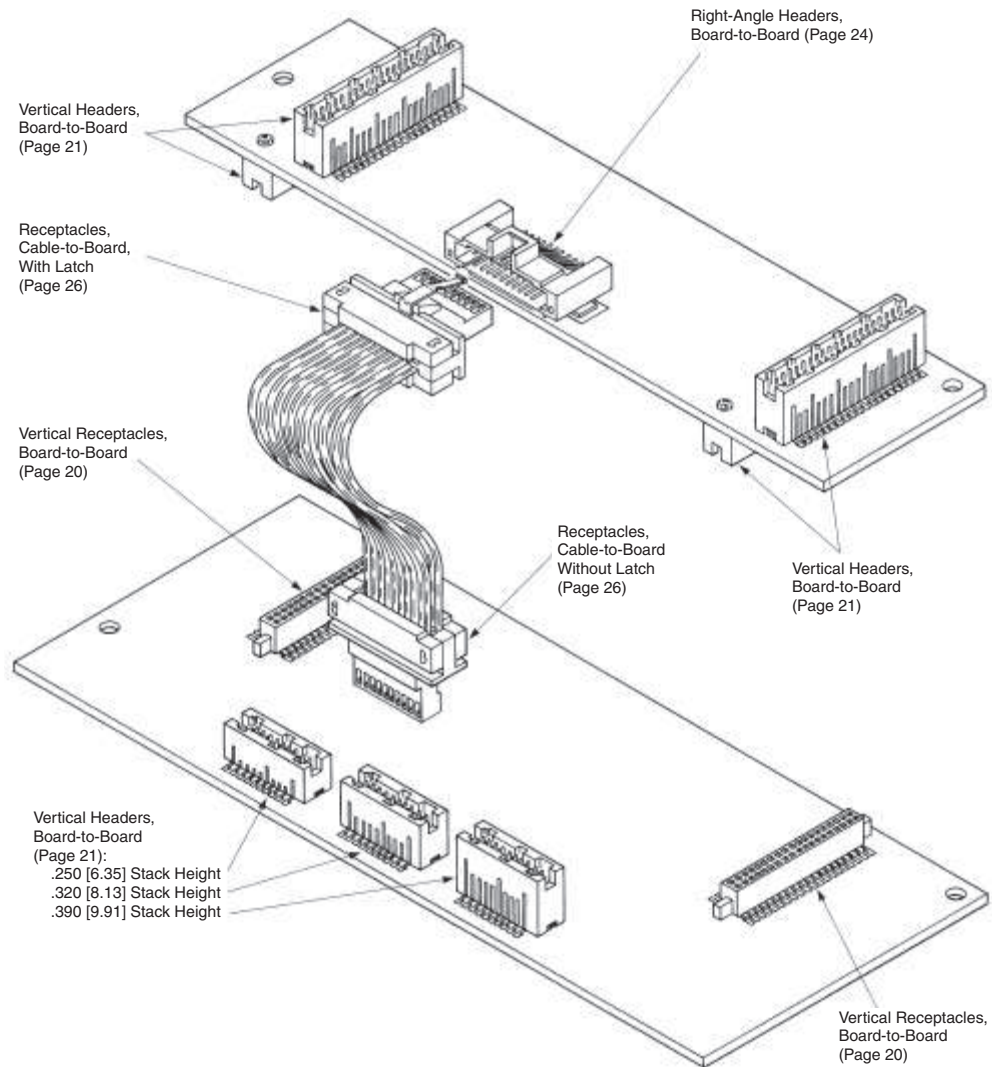 Right-Angle Headers,
Board-to-Board (Page 24)
Vertical Headers,
Board-to-Board
(Page 21)
Receptacles,
Cable-to-Board,
With Latch
(Page 26)
Vertical Receptacles,
Board-to-Board
(Page 20)
Receptacles,
Cable-to-Board
Without Latch
(Page 26)
Vertical Headers,
Board-to-Board
(Page 21)
Vertical Headers,
Board-to-Board
(Page 21):
.250 [6.35] Stack Height
.320 [8.13] Stack Height
.390 [9.91] Stack Height
Vertical Receptacles,
Board-to-Board
(Page 20)